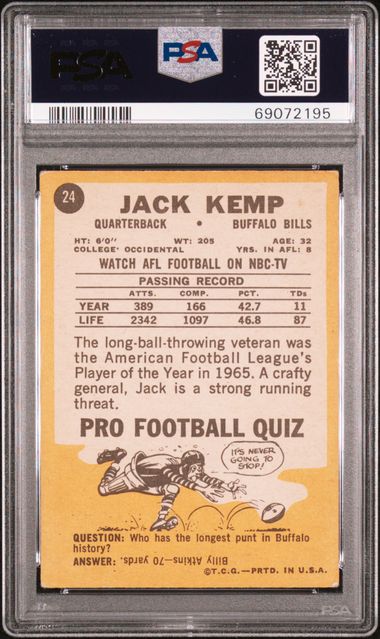 PSA
PSA
69072195
24
JACK KEMP
QUARTERBACK • BUFFALO BILLS
HT: 6'0" WT: 205 AGE: 32
COLLEGE: OCCIDENTAL YRS. IN AFL: 8
WATCH AFL FOOTBALL ON NBC-TV
PASSING RECORD
ATTS. COMP. PCT. TDs
YEAR 389 166 42.7 11
LIFE 2342 1097 46.8 87
The long-ball-throwing veteran was
the American Football League's
Player of the Year in 1965. A crafty
general, Jack is a strong running
threat.
PRO FOOTBALL QUIZ
IT'S NEVER
GOING TO
STOP!
QUESTION: Who has the longest punt in Buffalo
history?
ANSWER: Billy Atkins—70 yards.
©T.C.G.—PRTD. IN U.S.A.
PSA